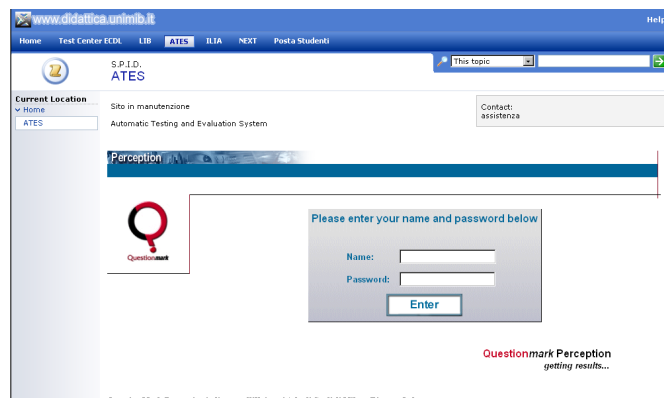 www.didattica.unimib.it
Help
Home Test Center ECDL LIB ATES ILIA NEXT Posta Studenti
This topic
S.P.I.D.
ATES
Current Location
Home
ATES
Sito in manutenzione
Automatic Testing and Evaluation System
Contact:
assistenza
Perception
Questionmark
Please enter your name and password below
Name:
Password:
Enter
Questionmark Perception
getting results...